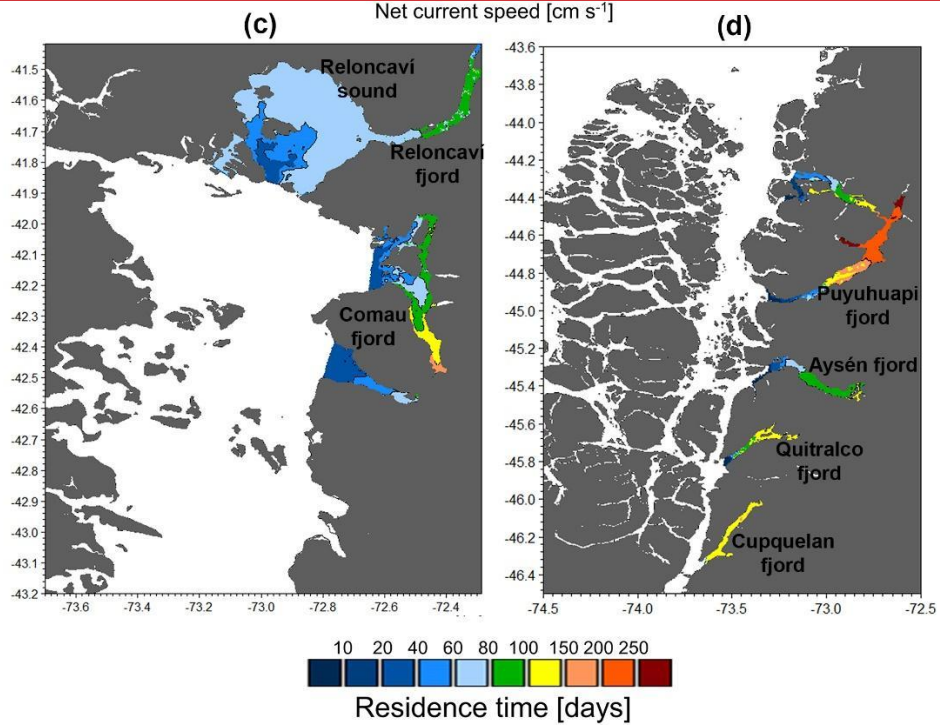 Net current speed [cm s-1]
(c)
(d)
-41.5
-41.6
-41.7
-41.8
-41.9
-42.0
-42.1
-42.2
-42.3
-42.4
-42.5
-42.6
-42.7
-42.8
-42.9
-43.0
-43.1
-43.2
Reloncaví
sound
Reloncaví
fjord
Comau
fjord
-73.6 -73.4 -73.2 -73.0 -72.8 -72.6 -72.4
-43.6
-43.8
-44.0
-44.2
-44.4
-44.6
-44.8
-45.0
-45.2
-45.4
-45.6
-45.8
-46.0
-46.2
-46.4
Puyuhuapi
fjord
Aysén fjord
Quitralco
fjord
Cupquelan
fjord
-74.5 -74.0 -73.5 -73.0 -72.5
10 20 40 60 80 100 150 200 250
Residence time [days]